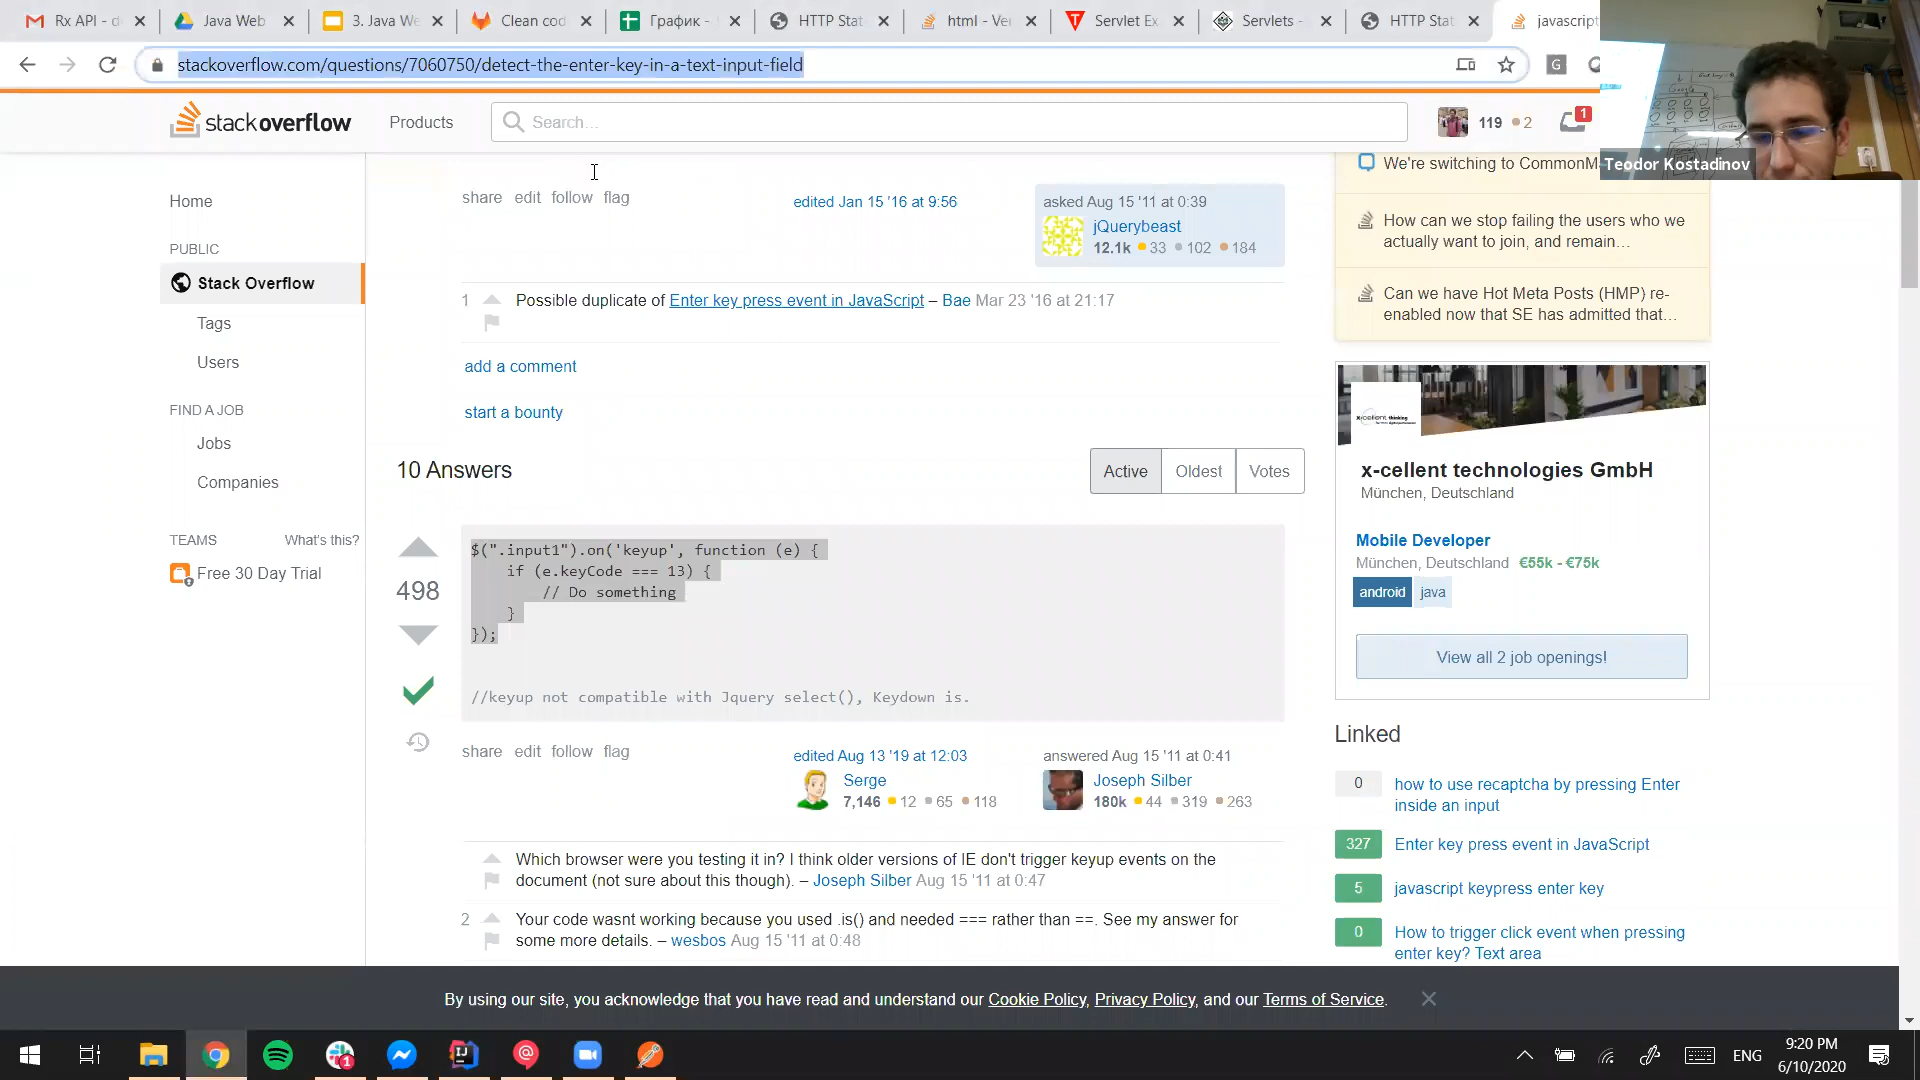 Rx API - d
Java Web
3. Java We
Clean cod
График -
HTTP Stat
html - Ver
Servlet Ex
Servlets -
HTTP Stat
javascript
stackoverflow.com/questions/7060750/detect-the-enter-key-in-a-text-input-field
G
stackoverflow
Products
Search...
119 2
1
Teodor Kostadinov
Home
PUBLIC
Stack Overflow
Tags
Users
FIND A JOB
Jobs
Companies
TEAMS What's this?
Free 30 Day Trial
share edit follow flag
edited Jan 15 '16 at 9:56
asked Aug 15 '11 at 0:39
jQuerybeast
12.1k 33 102 184
1 Possible duplicate of Enter key press event in JavaScript – Bae Mar 23 '16 at 21:17
add a comment
start a bounty
10 Answers
Active Oldest Votes
498
$(".input1").on('keyup', function (e) {
if (e.keyCode === 13) {
// Do something
}
});
//keyup not compatible with Jquery select(), Keydown is.
share edit follow flag
edited Aug 13 '19 at 12:03
Serge
7,146 12 65 118
answered Aug 15 '11 at 0:41
Joseph Silber
180k 44 319 263
Which browser were you testing it in? I think older versions of IE don't trigger keyup events on the
document (not sure about this though). – Joseph Silber Aug 15 '11 at 0:47
2 Your code wasnt working because you used .is() and needed === rather than ==. See my answer for
some more details. – wesbos Aug 15 '11 at 0:48
We're switching to CommonM
How can we stop failing the users who we
actually want to join, and remain...
Can we have Hot Meta Posts (HMP) re-
enabled now that SE has admitted that...
x-cellent thinking
x-cellent technologies GmbH
München, Deutschland
Mobile Developer
München, Deutschland €55k - €75k
android java
View all 2 job openings!
Linked
0 how to use recaptcha by pressing Enter
inside an input
327 Enter key press event in JavaScript
5 javascript keypress enter key
0 How to trigger click event when pressing
enter key? Text area
By using our site, you acknowledge that you have read and understand our Cookie Policy, Privacy Policy, and our Terms of Service.
1
ENG
9:20 PM
6/10/2020